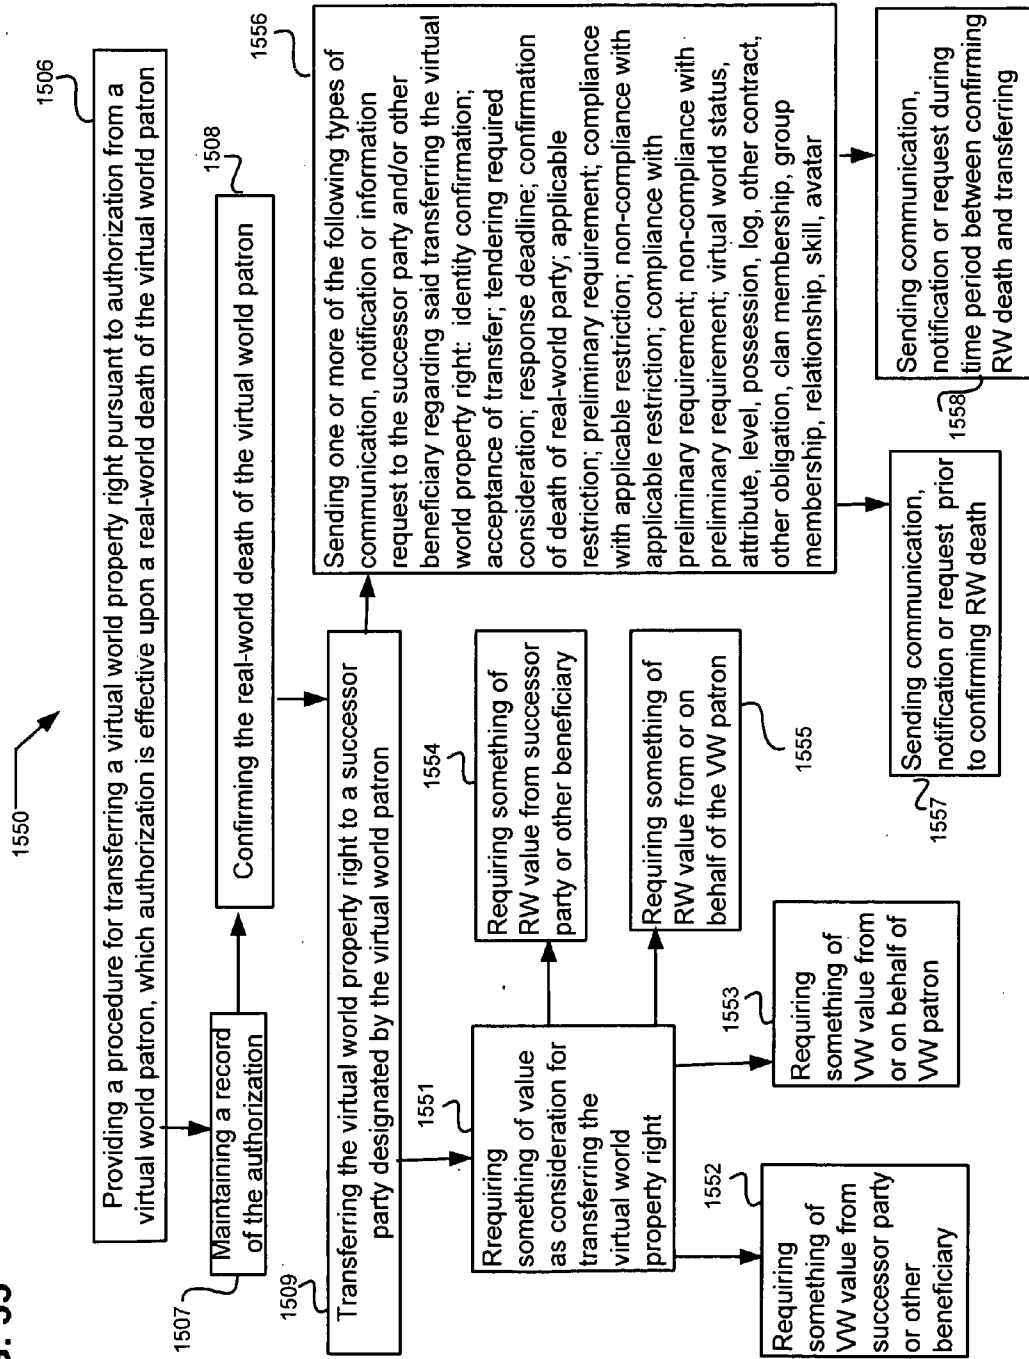 1550
1506
Providing a procedure for transferring a virtual world property right pursuant to authorization from a
virtual world patron, which authorization is effective upon a real-world death of the virtual world patron
1507
Maintaining a record
of the authorization
1508
Confirming the real-world death of the virtual world patron
1509
Transferring the virtual world property right to a successor
party designated by the virtual world patron
1551
Rrequiring
something of value
as consideration for
transferring the
virtual world
property right
1552
Requiring
something of
VW value from
successor party
or other
beneficiary
1553
Requiring
something of
VW value from
or on behalf of
VW patron
1554
Requiring something of
RW value from successor
party or other beneficiary
1555
Requiring something of
RW value from or on
behalf of the VW patron
1556
Sending one or more of the following types of
communication, notification or information
request to the successor party and/or other
beneficiary regarding said transferring the virtual
world property right: identity confirmation;
acceptance of transfer; tendering required
consideration; response deadline; confirmation
of death of real-world party; applicable
restriction; preliminary requirement; compliance
with applicable restriction; non-compliance with
applicable restriction; compliance with
preliminary requirement; non-compliance with
preliminary requirement; virtual world status,
attribute, level, possession, log, other contract,
other obligation, clan membership, group
membership, relationship, skill, avatar
1557
Sending communication,
notification or request prior
to confirming RW death
1558
Sending communication,
notification or request during
time period between confirming
RW death and transferring